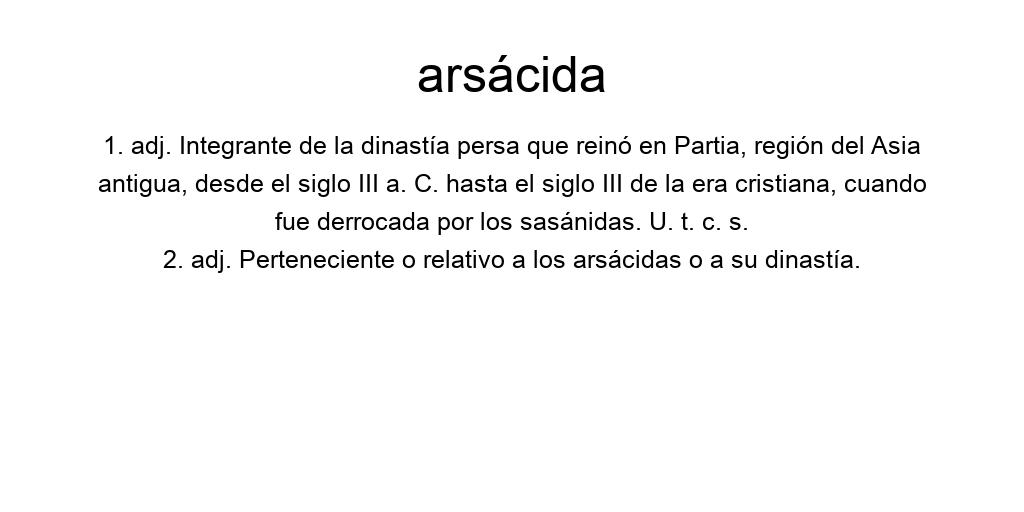 arsácida
1. adj. Integrante de la dinastía persa que reinó en Partia, región del Asia
antigua, desde el siglo III a. C. hasta el siglo III de la era cristiana, cuando
fue derrocada por los sasánidas. U. t. c. s.
2. adj. Perteneciente o relativo a los arsácidas o a su dinastía.